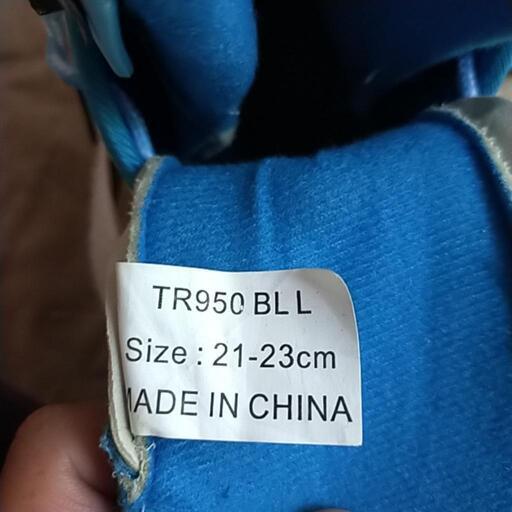 TR950 BL L
Size : 21-23cm
MADE IN CHINA